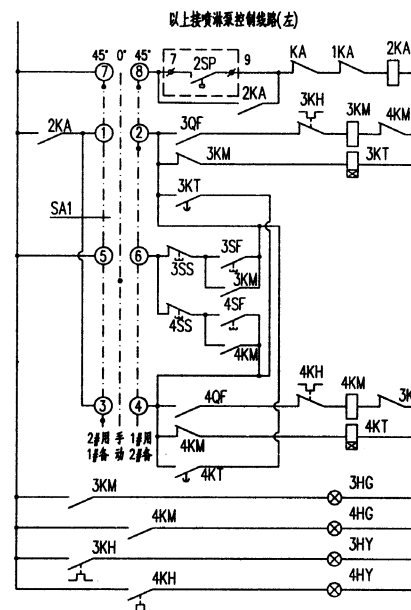 以上接喷淋泵控制线路(左)
45° 0° 45° 7 2SP 9 KA 1KA 2KA
7 8
2KA
2KA 1 2 3QF 3KH 3KM 4KM
3KM 3KT
3KT
SA1
5 6 3SS 3SF
3KM
4SS 4SF
4KM
3 4 4QF 4KH 4KM 3K
2#用 手 1#用 4KM 4KT
1#备 动 2#备
4KT
3KM 3HG
4KM 4HG
3KH 3HY
4KH 4HY